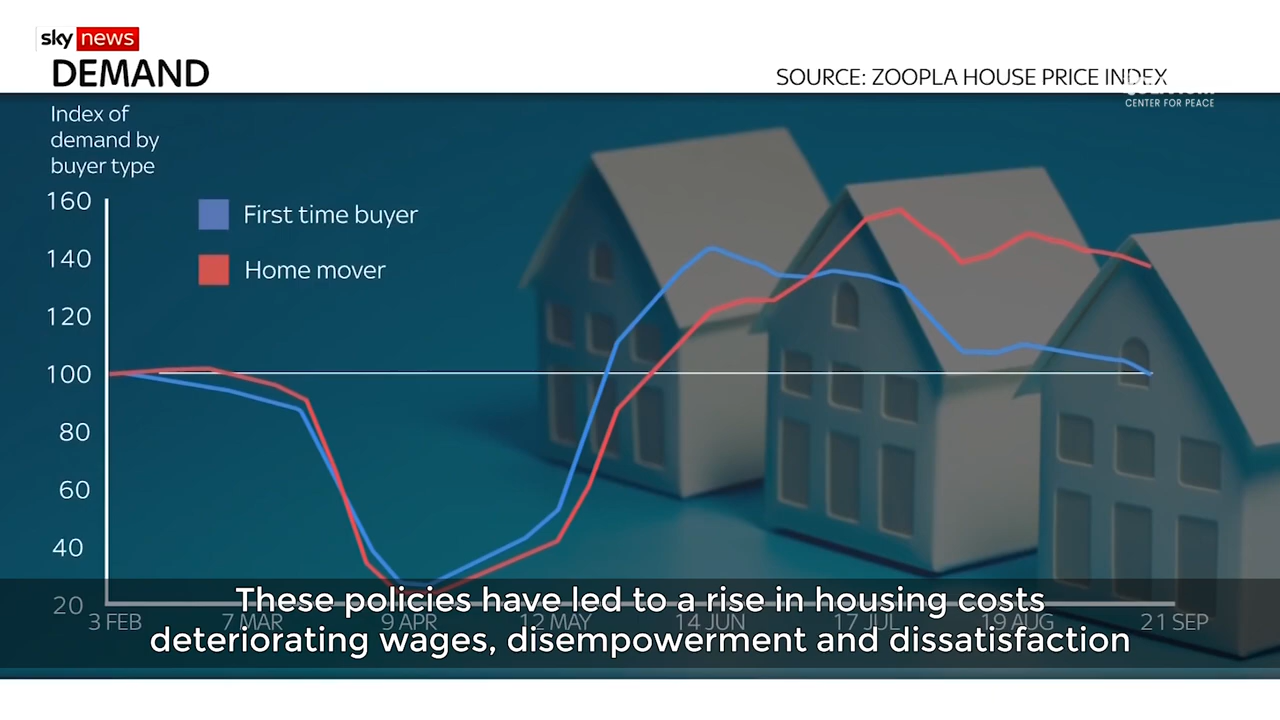 sky news
DEMAND
SOURCE: ZOOPLA HOUSE PRICE INDEX
CENTER FOR PEACE
Index of
demand by
buyer type
160
140
120
100
80
60
40
20
First time buyer
Home mover
3 FEB 7 MAR 9 APR 12 MAY 14 JUN 17 JUL 19 AUG 21 SEP
These policies have led to a rise in housing costs
deteriorating wages, disempowerment and dissatisfaction